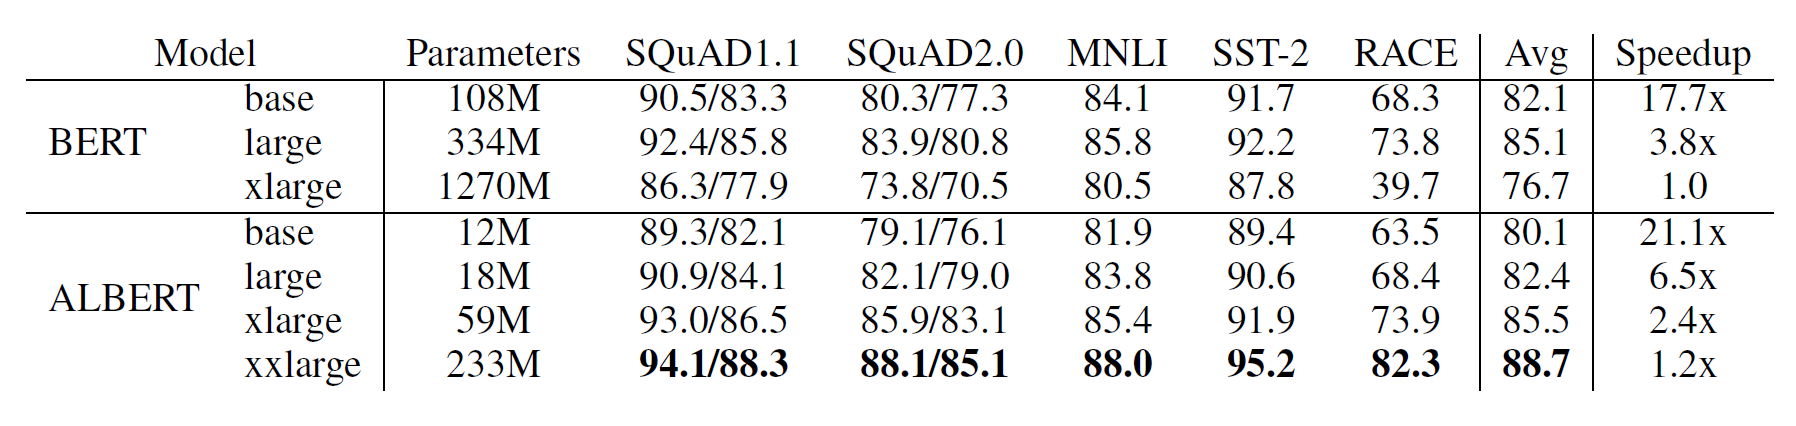 Model Parameters SQuAD1.1 SQuAD2.0 MNLI SST-2 RACE Avg Speedup
base 108M 90.5/83.3 80.3/77.3 84.1 91.7 68.3 82.1 17.7x
BERT large 334M 92.4/85.8 83.9/80.8 85.8 92.2 73.8 85.1 3.8x
xlarge 1270M 86.3/77.9 73.8/70.5 80.5 87.8 39.7 76.7 1.0
base 12M 89.3/82.1 79.1/76.1 81.9 89.4 63.5 80.1 21.1x
large 18M 90.9/84.1 82.1/79.0 83.8 90.6 68.4 82.4 6.5x
ALBERT
xlarge 59M 93.0/86.5 85.9/83.1 85.4 91.9 73.9 85.5 2.4x
xxlarge 233M 94.1/88.3 88.1/85.1 88.0 95.2 82.3 88.7 1.2x